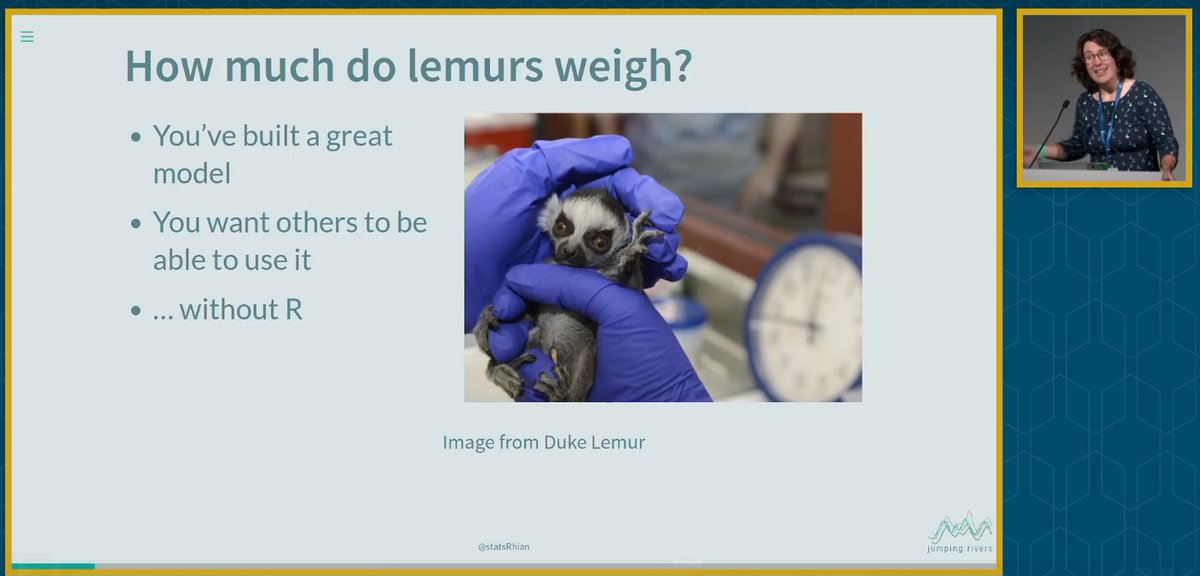 How much do lemurs weigh?
• You’ve built a great
model
• You want others to be
able to use it
• ... without R
Image from Duke Lemur
@statsRhian
jumping rivers